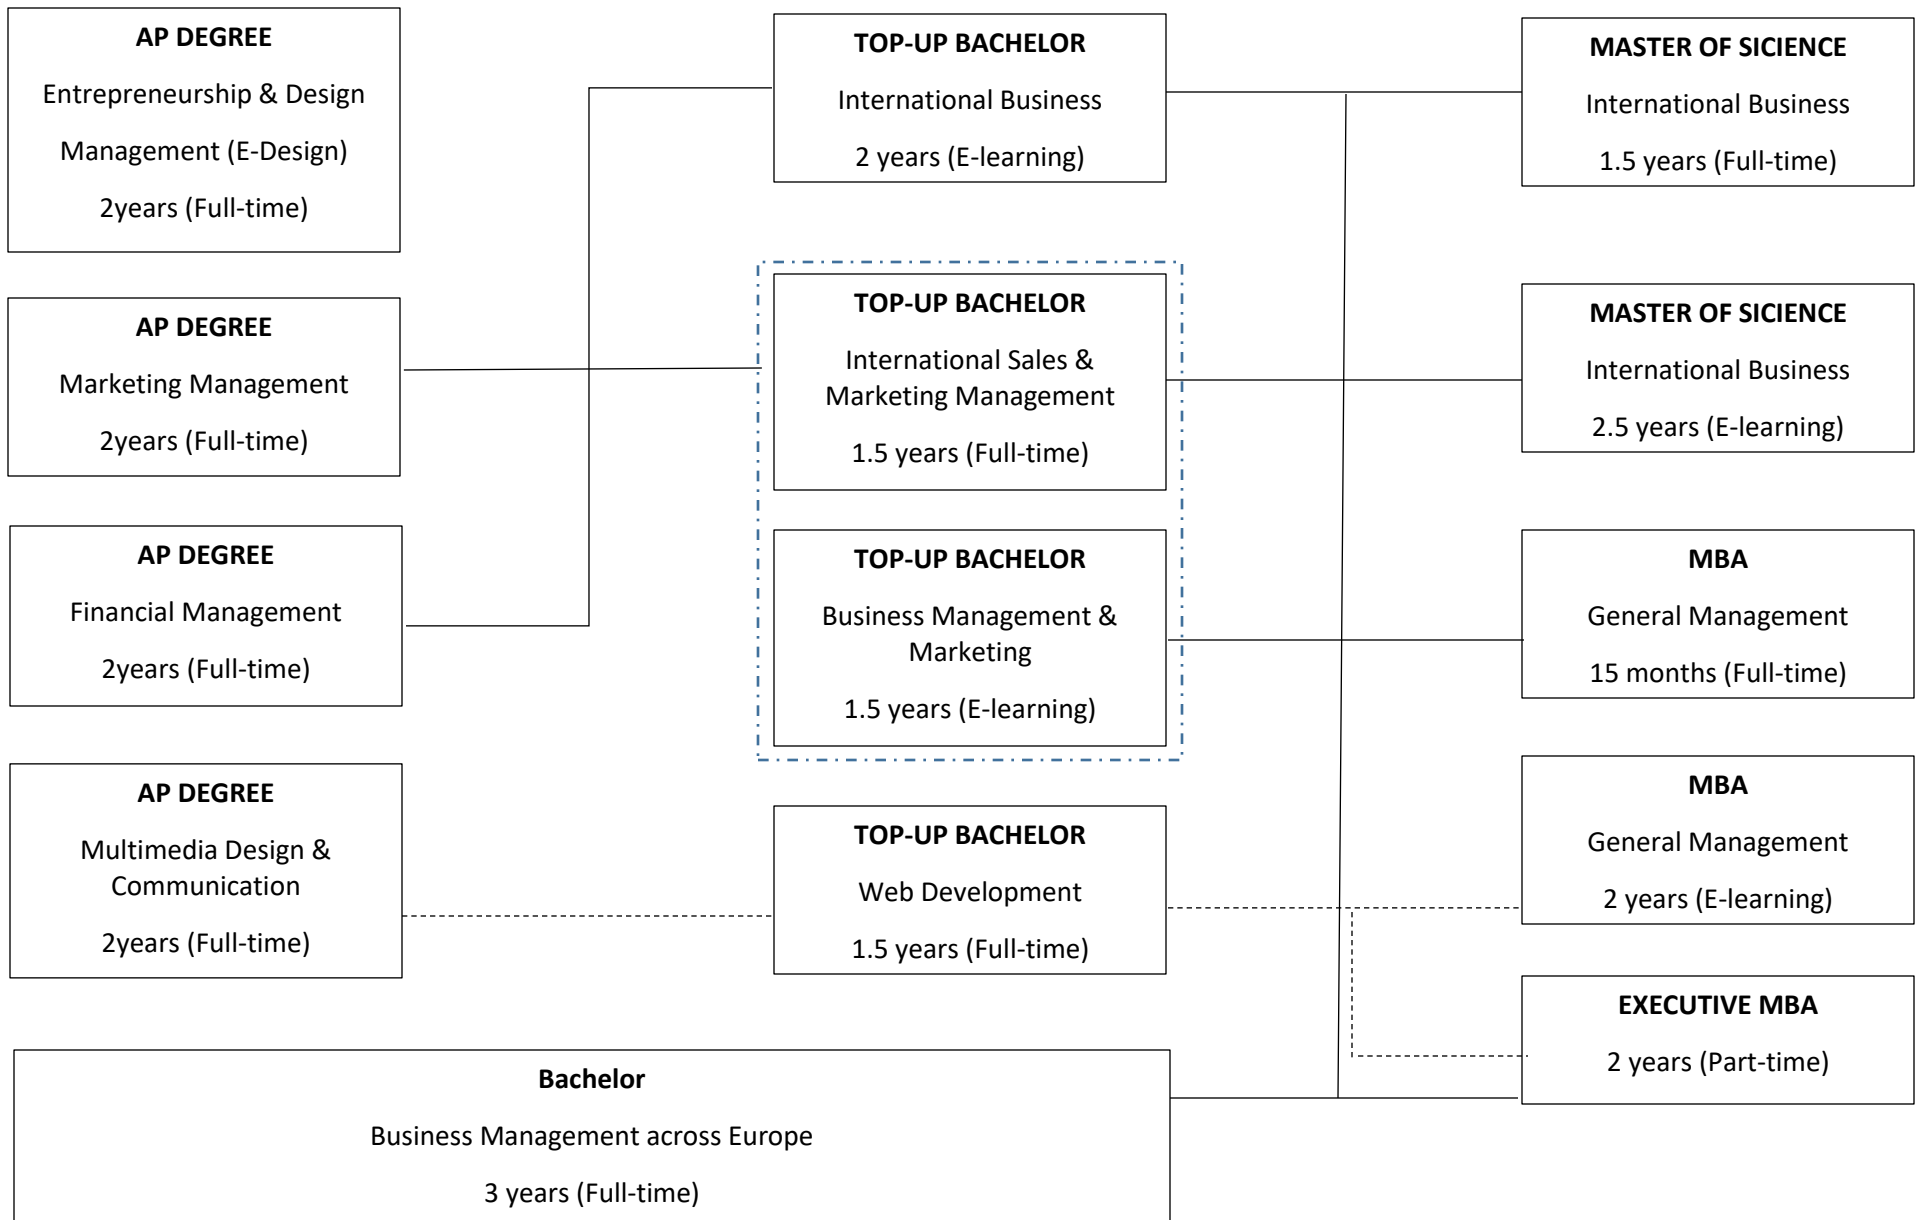 AP DEGREE
Entrepreneurship & Design
Management (E-Design)
2years (Full-time)
AP DEGREE
Marketing Management
2years (Full-time)
AP DEGREE
Financial Management
2years (Full-time)
AP DEGREE
Multimedia Design &
Communication
2years (Full-time)
TOP-UP BACHELOR
International Business
2 years (E-learning)
TOP-UP BACHELOR
International Sales &
Marketing Management
1.5 years (Full-time)
TOP-UP BACHELOR
Business Management &
Marketing
1.5 years (E-learning)
TOP-UP BACHELOR
Web Development
1.5 years (Full-time)
Bachelor
Business Management across Europe
3 years (Full-time)
MASTER OF SICIENCE
International Business
1.5 years (Full-time)
MASTER OF SICIENCE
International Business
2.5 years (E-learning)
MBA
General Management
15 months (Full-time)
MBA
General Management
2 years (E-learning)
EXECUTIVE MBA
2 years (Part-time)